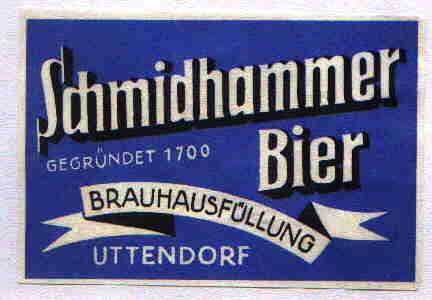 Schmidhammer
GEGRÜNDET 1700
Bier
BRAUHAUSFÜLLUNG
UTTENDORF